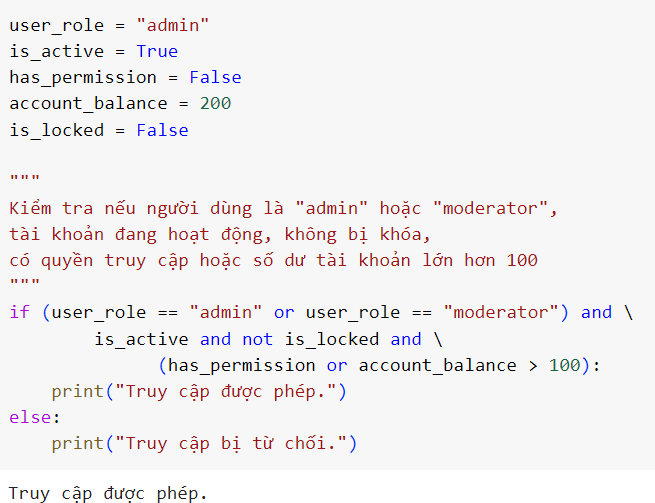 user_role = "admin"
is_active = True
has_permission = False
account_balance = 200
is_locked = False
"""
Kiểm tra nếu người dùng là "admin" hoặc "moderator",
tài khoản đang hoạt động, không bị khóa,
có quyền truy cập hoặc số dư tài khoản lớn hơn 100
"""
if (user_role == "admin" or user_role == "moderator") and \
        is_active and not is_locked and \
              (has_permission or account_balance > 100):
    print("Truy cập được phép.")
else:
    print("Truy cập bị từ chối.")
Truy cập được phép.